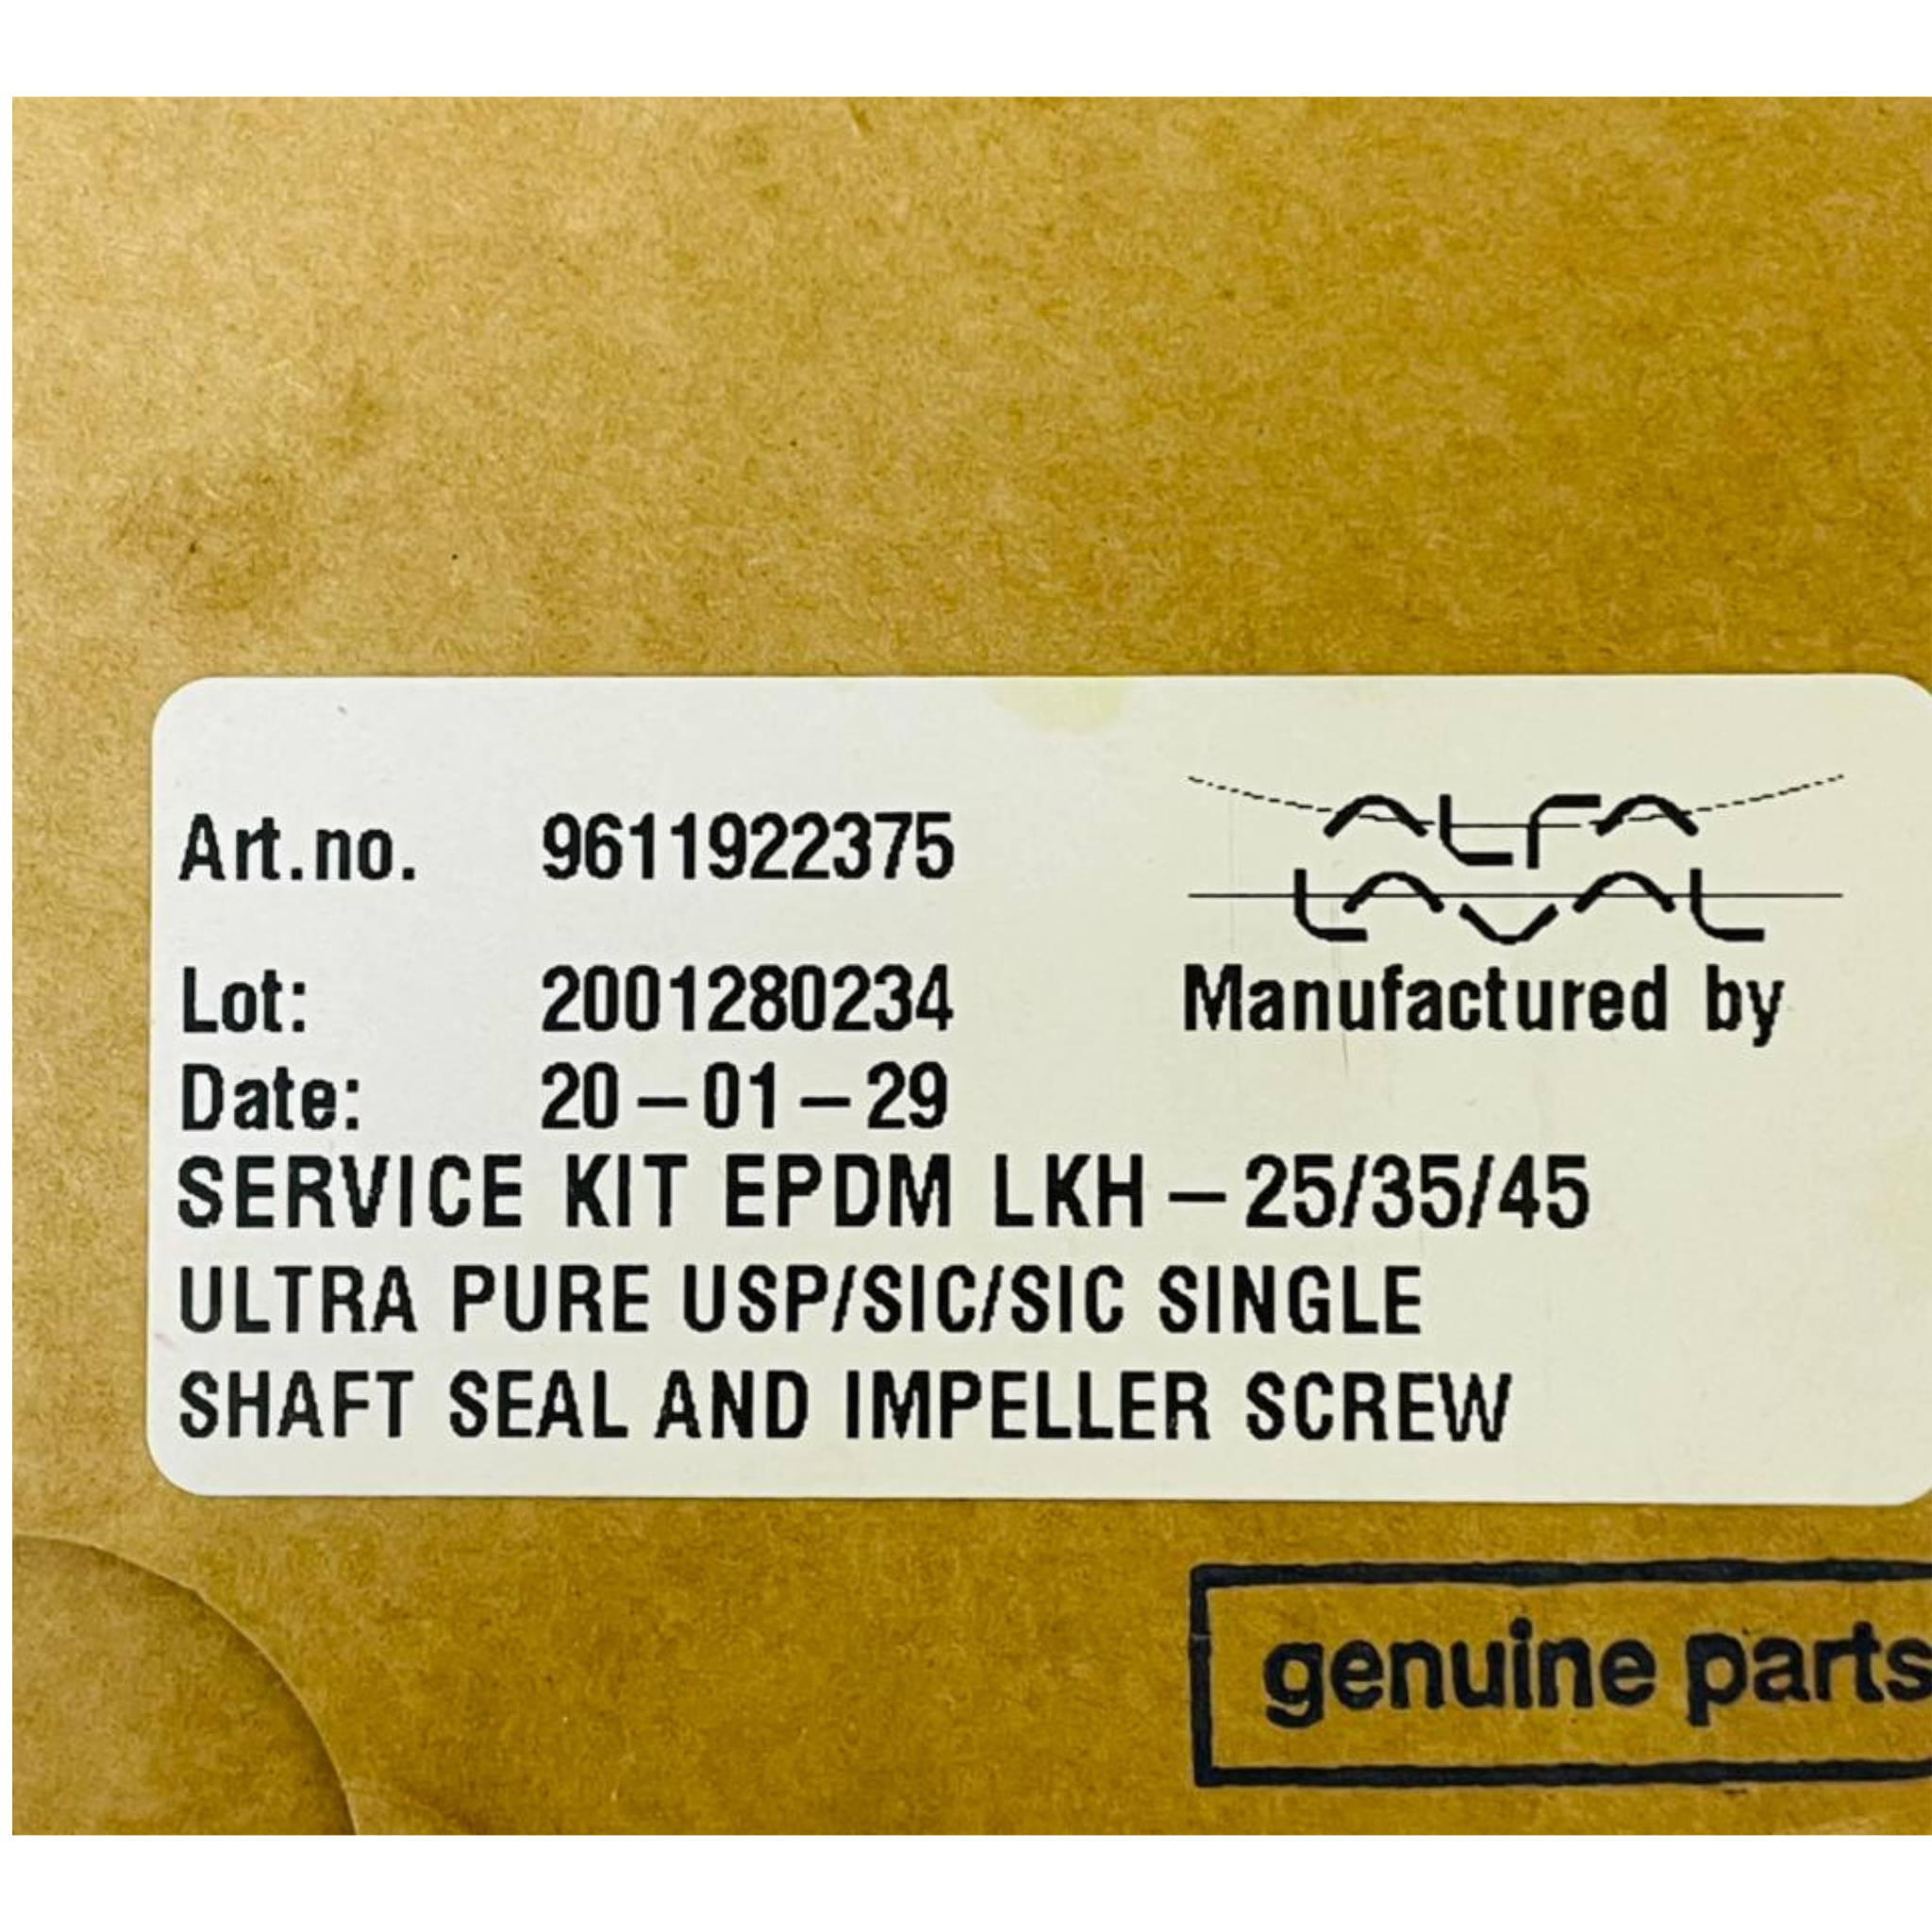 Art.no. 9611922375
ALFA
LAVAL
Lot: 2001280234
Manufactured by
Date: 20-01-29
SERVICE KIT EPDM LKH-25/35/45
ULTRA PURE USP/SIC/SIC SINGLE
SHAFT SEAL AND IMPELLER SCREW
genuine parts